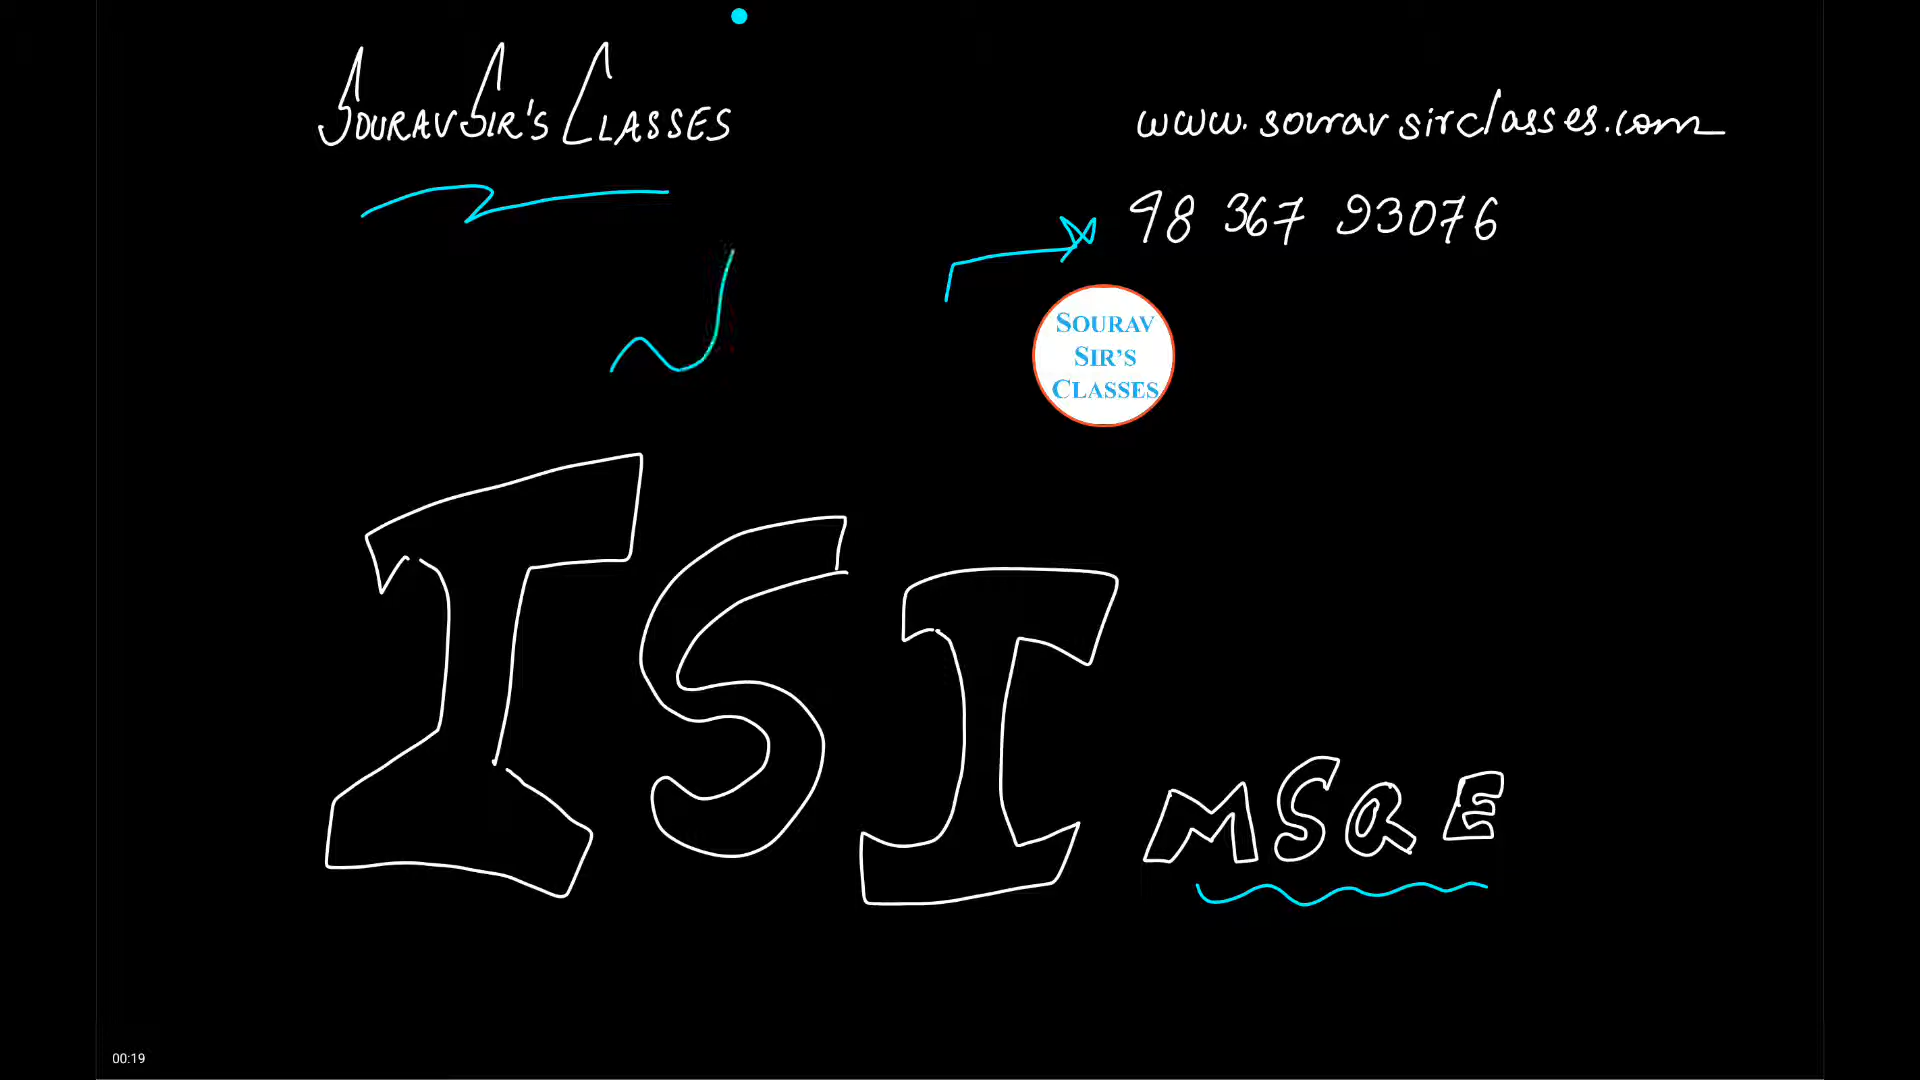 SOURAV SIR'S CLASSES
www.souravsirclasses.com
98 367 93076
SOURAV
SIR'S
CLASSES
ISI MSQE
00:19